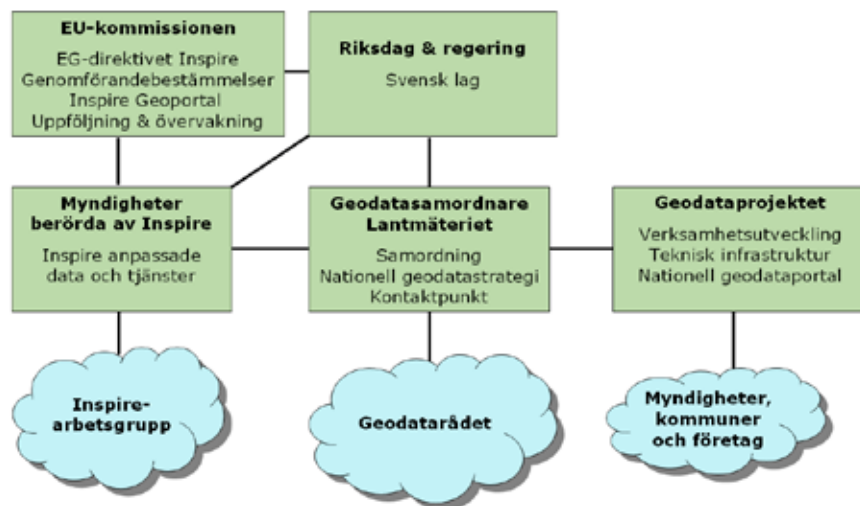 EU-kommissionen
EG-direktivet Inspire
Genomförandebestämmelser
Inspire Geoportal
Uppföljning & övervakning
Riksdag & regering
Svensk lag
Myndigheter
berörda av Inspire
Inspire anpassade
data och tjänster
Geodatasamordnare
Lantmäteriet
Samordning
Nationell geodatastrategi
Kontaktpunkt
Geodataprojektet
Verksamhetsutveckling
Teknisk infrastruktur
Nationell geodataportal
Inspire-
arbetsgrupp
Geodatarådet
Myndigheter,
kommuner
och företag